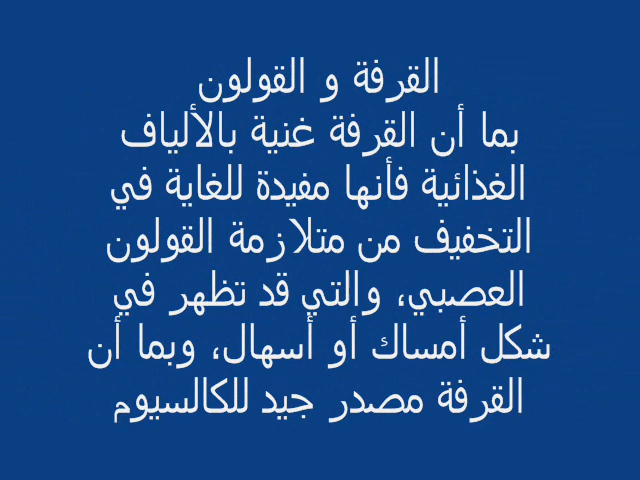 القرفة و القولون
بما أن القرفة غنية بالألياف
الغذائية فأنها مفيدة للغاية في
التخفيف من متلازمة القولون
العصبي، والتي قد تظهر في
شكل أمساك أو أسهال، وبما أن
القرفة مصدر جيد للكالسيوم